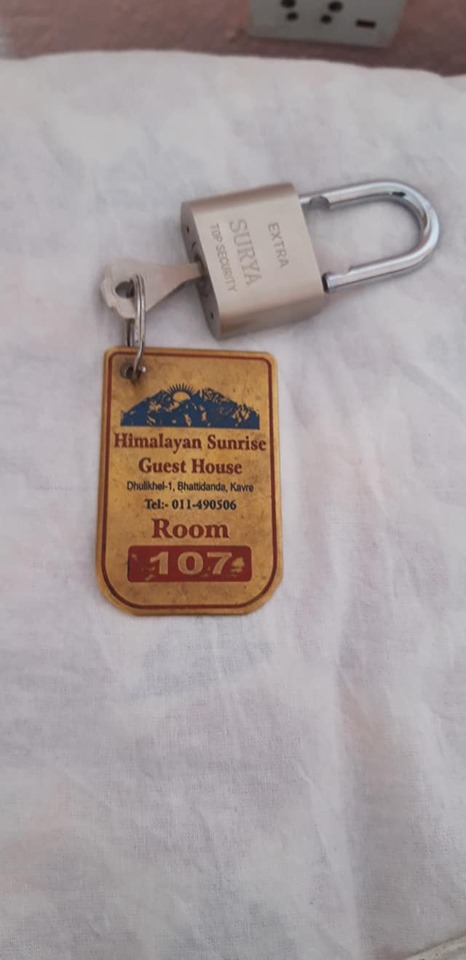 EXTRA
SURYA
TOP SECURITY
Himalayan Sunrise
Guest House
Dhulikhel-1, Bhattidanda, Kavre
Tel:- 011-490506
Room
107